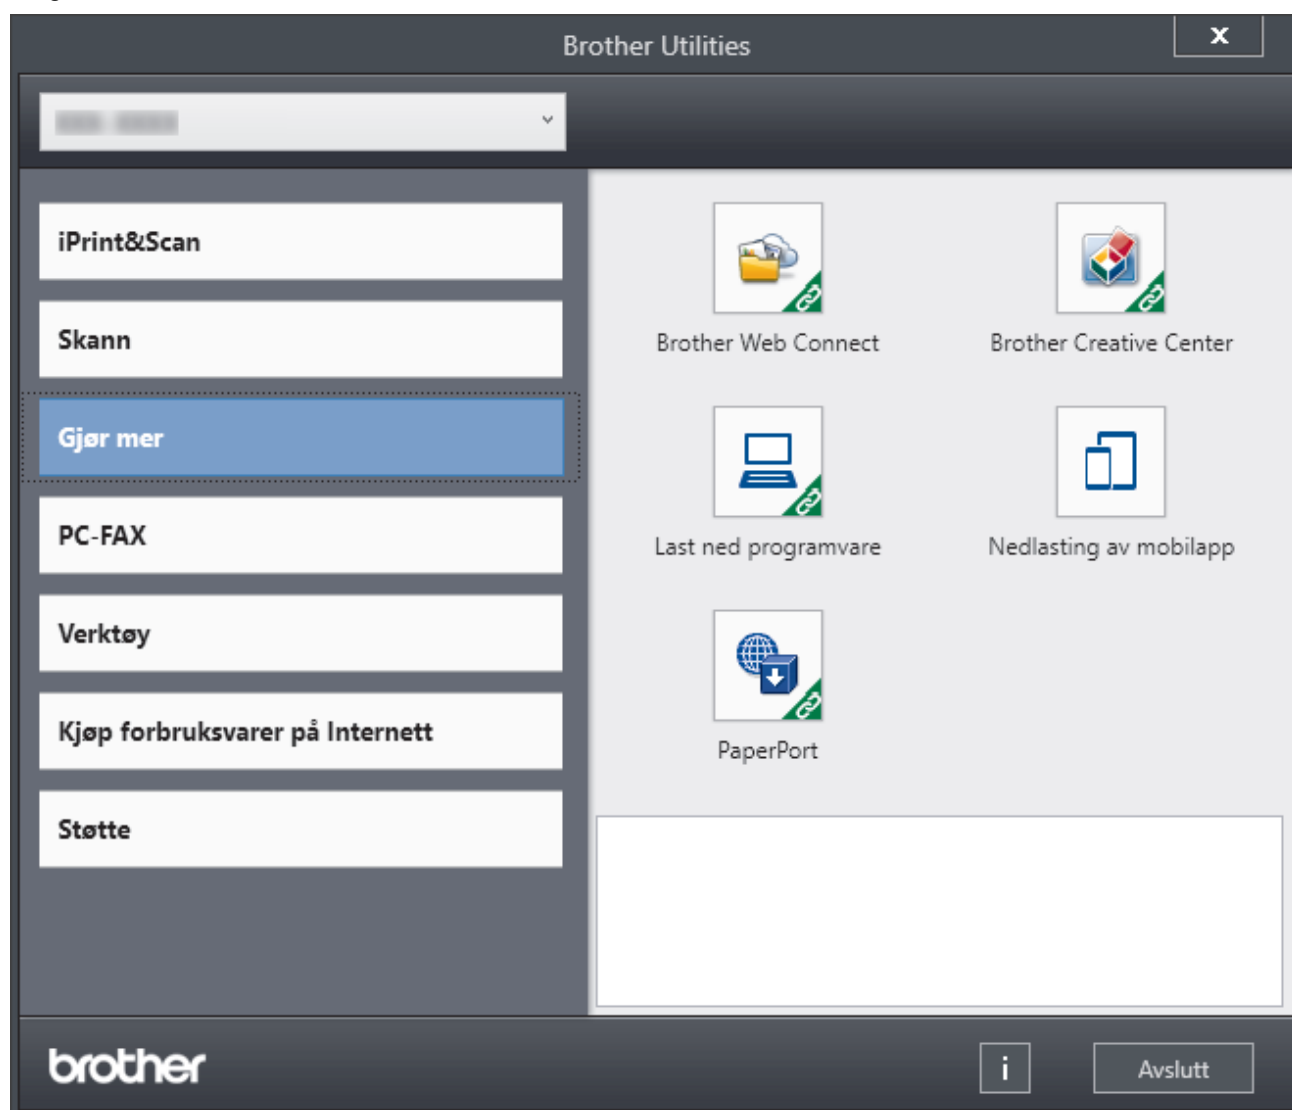 Brother Utilities
x
iPrint&Scan
Skann
Gjør mer
PC-FAX
Verktøy
Kjøp forbruksvarer på Internett
Støtte
Brother Web Connect
Brother Creative Center
Last ned programvare
Nedlasting av mobilapp
PaperPort
brother
i
Avslutt